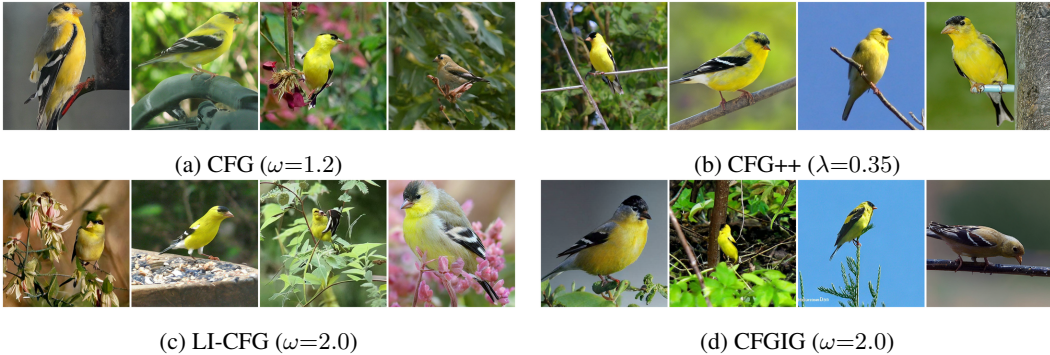 (a) CFG (ω=1.2)
(b) CFG++ (λ=0.35)
(c) LI-CFG (ω=2.0)
(d) CFGIG (ω=2.0)